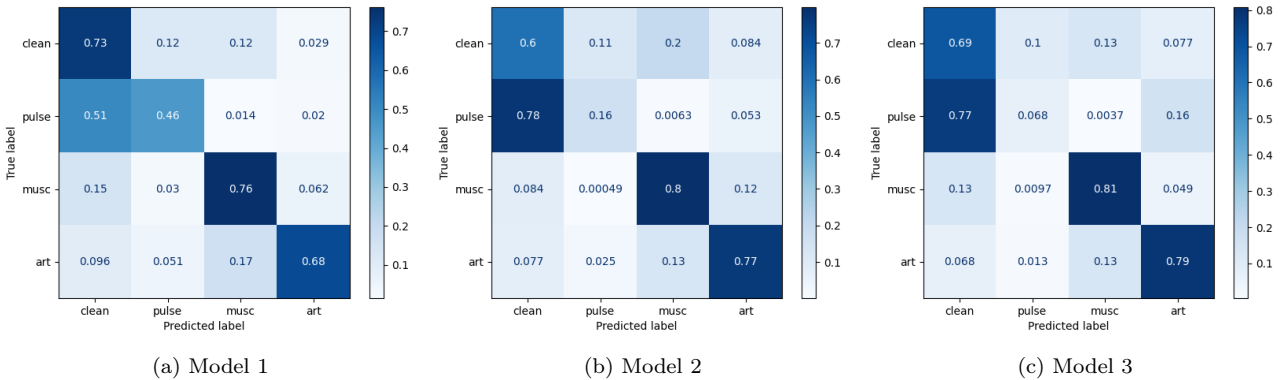 clean 0.73 0.12 0.12 0.029
pulse 0.51 0.46 0.014 0.02
musc 0.15 0.03 0.76 0.062
art 0.096 0.051 0.17 0.68
clean pulse musc art
Predicted label
True label
0.7
0.6
0.5
0.4
0.3
0.2
0.1
(a) Model 1
clean 0.6 0.11 0.2 0.084
pulse 0.78 0.16 0.0063 0.053
musc 0.084 0.00049 0.8 0.12
art 0.077 0.025 0.13 0.77
clean pulse musc art
Predicted label
True label
0.7
0.6
0.5
0.4
0.3
0.2
0.1
(b) Model 2
clean 0.69 0.1 0.13 0.077
pulse 0.77 0.068 0.0037 0.16
musc 0.13 0.0097 0.81 0.049
art 0.068 0.013 0.13 0.79
clean pulse musc art
Predicted label
True label
0.8
0.7
0.6
0.5
0.4
0.3
0.2
0.1
(c) Model 3